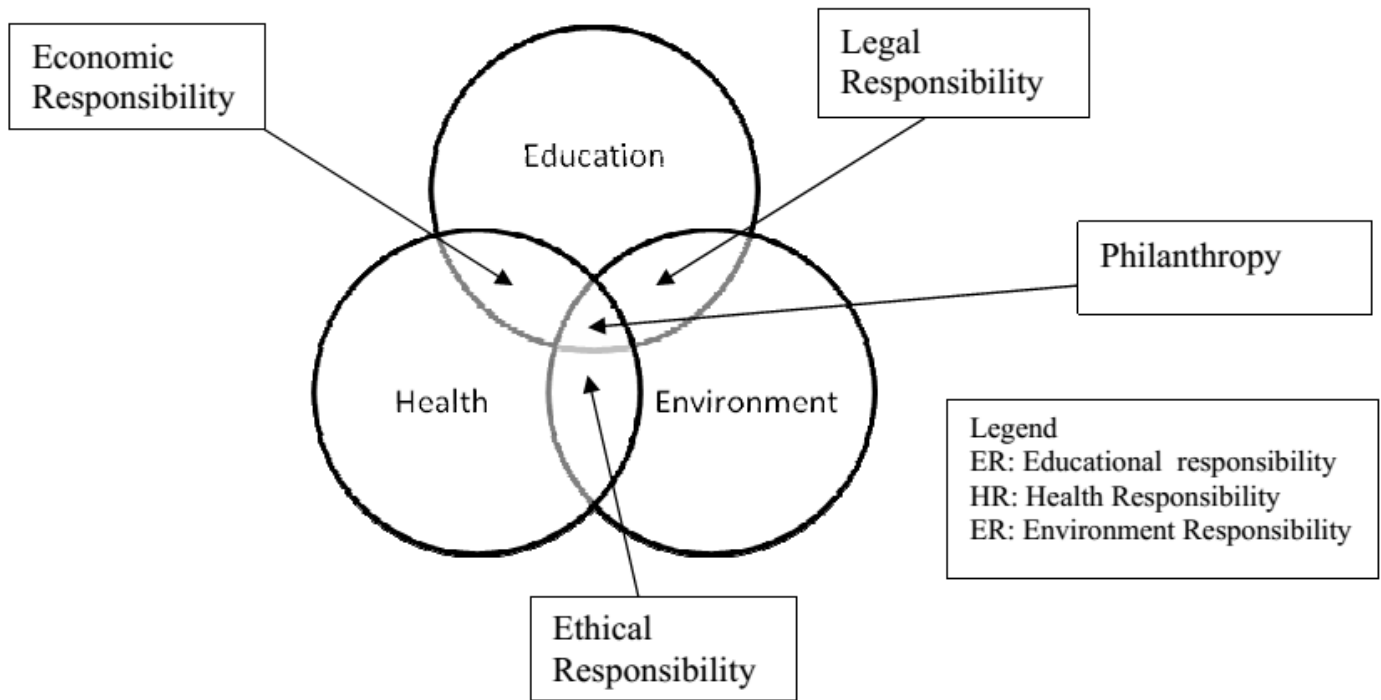 Economic
Responsibility
Legal
Responsibility
Education
Philanthropy
Health
Environment
Legend
ER: Educational responsibility
HR: Health Responsibility
ER: Environment Responsibility
Ethical
Responsibility